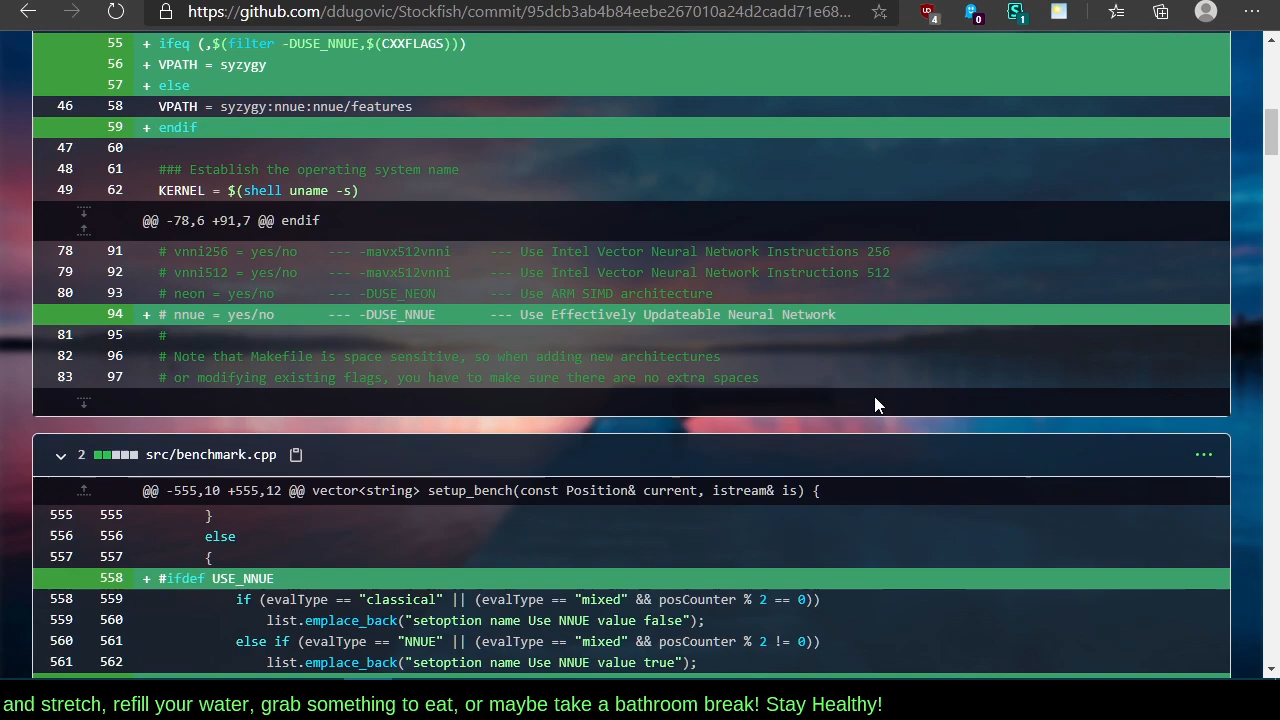 https://github.com/ddugovic/Stockfish/commit/95dcb3ab4b84eebe267010a24d2cadd71e68...
4 0 1
55 + ifeq (,$(filter -DUSE_NNUE,$(CXXFLAGS)))
56 + VPATH = syzygy
57 + else
46 58 VPATH = syzygy:nnue:nnue/features
59 + endif
47 60
48 61 ### Establish the operating system name
49 62 KERNEL = $(shell uname -s)
@@ -78,6 +91,7 @@ endif
78 91 # vnni256 = yes/no --- -mavx512vnni --- Use Intel Vector Neural Network Instructions 256
79 92 # vnni512 = yes/no --- -mavx512vnni --- Use Intel Vector Neural Network Instructions 512
80 93 # neon = yes/no --- -DUSE_NEON --- Use ARM SIMD architecture
94 + # nnue = yes/no --- -DUSE_NNUE --- Use Effectively Updateable Neural Network
81 95 #
82 96 # Note that Makefile is space sensitive, so when adding new architectures
83 97 # or modifying existing flags, you have to make sure there are no extra spaces
2 src/benchmark.cpp
@@ -555,10 +555,12 @@ vector<string> setup_bench(const Position& current, istream& is) {
555 555 }
556 556 else
557 557 {
558 + #ifdef USE_NNUE
558 559 if (evalType == "classical" || (evalType == "mixed" && posCounter % 2 == 0))
559 560 list.emplace_back("setoption name Use NNUE value false");
560 561 else if (evalType == "NNUE" || (evalType == "mixed" && posCounter % 2 != 0))
561 562 list.emplace_back("setoption name Use NNUE value true");
and stretch, refill your water, grab something to eat, or maybe take a bathroom break! Stay Healthy!